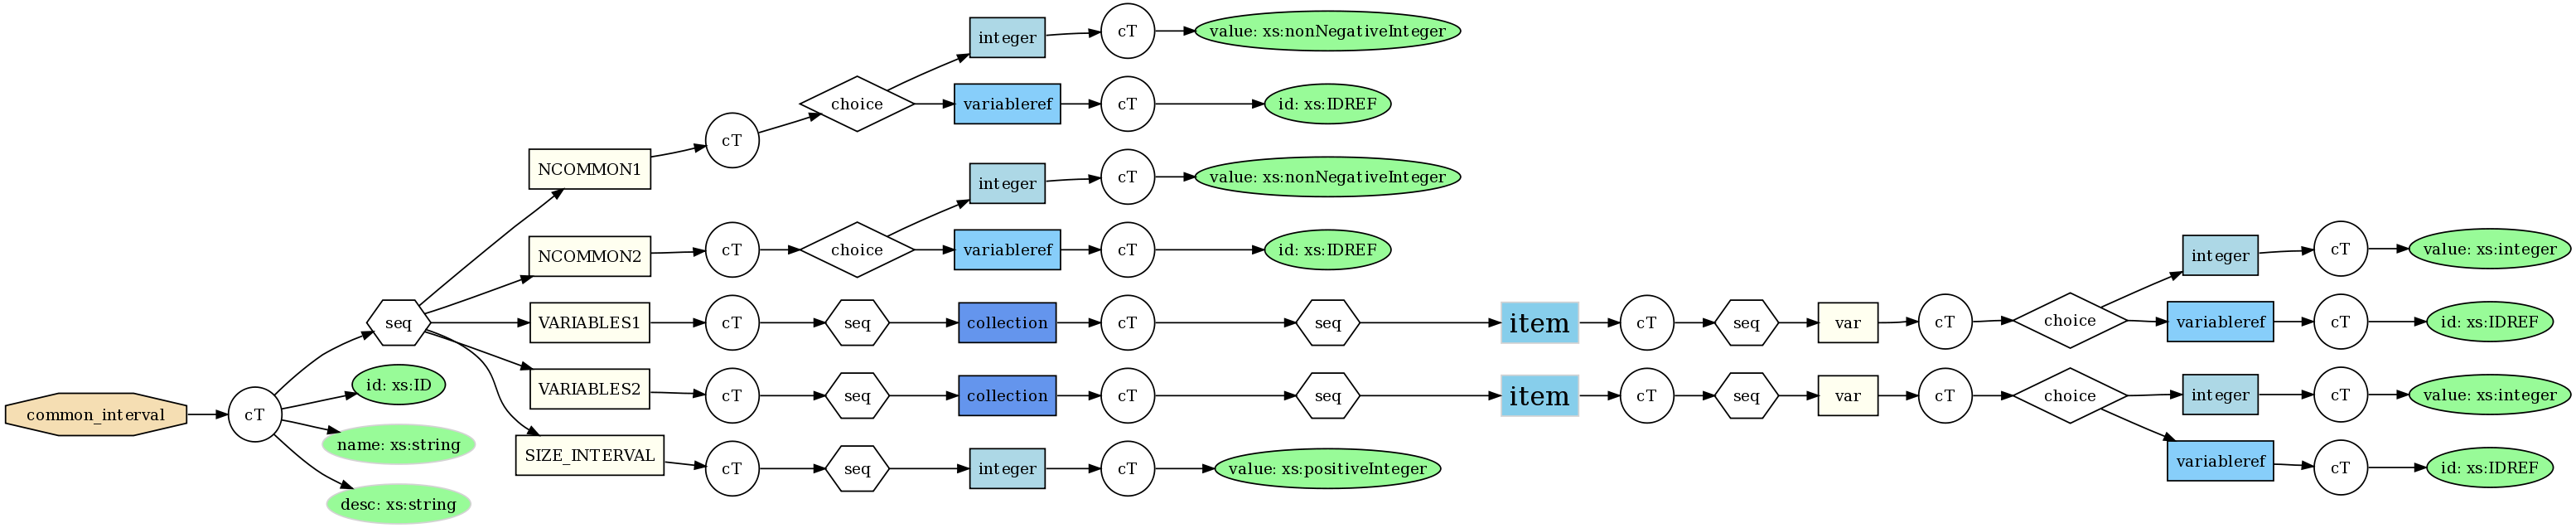 common_interval
cT
seq
id: xs:ID
name: xs:string
desc: xs:string
NCOMMON1
cT
choice
integer
cT
value: xs:nonNegativeInteger
variableref
cT
id: xs:IDREF
NCOMMON2
cT
choice
integer
cT
value: xs:nonNegativeInteger
variableref
cT
id: xs:IDREF
VARIABLES1
cT
seq
collection
cT
seq
item
cT
seq
var
cT
choice
integer
cT
value: xs:integer
variableref
cT
id: xs:IDREF
VARIABLES2
cT
seq
collection
cT
seq
item
cT
seq
var
cT
choice
integer
cT
value: xs:integer
variableref
cT
id: xs:IDREF
SIZE_INTERVAL
cT
seq
integer
cT
value: xs:positiveInteger